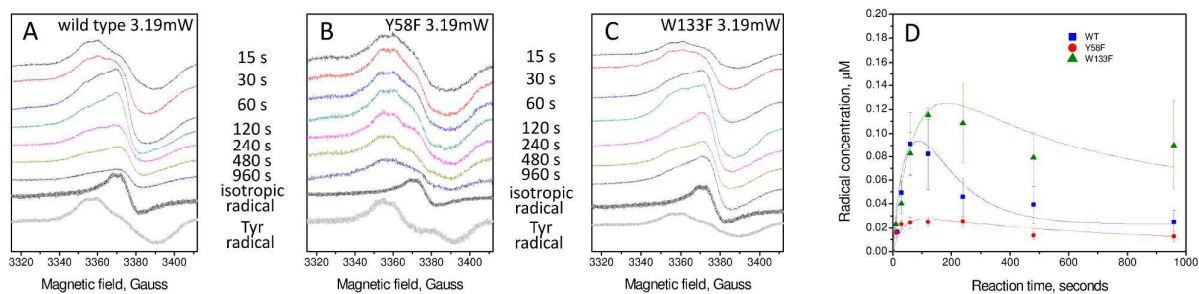 A wild type 3.19mW
15 s
30 s
60 s
120 s
240 s
480 s
960 s
isotropic
radical
Tyr
radical
3320 3340 3360 3380 3400
Magnetic field, Gauss
B Y58F 3.19mW
15 s
30 s
60 s
120 s
240 s
480 s
960 s
isotropic
radical
Tyr
radical
3320 3340 3360 3380 3400
Magnetic field, Gauss
C W133F 3.19mW
3320 3340 3360 3380 3400
Magnetic field, Gauss
D
WT
Y58F
W133F
Radical concentration, µM
0.20
0.18
0.16
0.14
0.12
0.10
0.08
0.06
0.04
0.02
0.00
0 200 400 600 800 1000
Reaction time, seconds